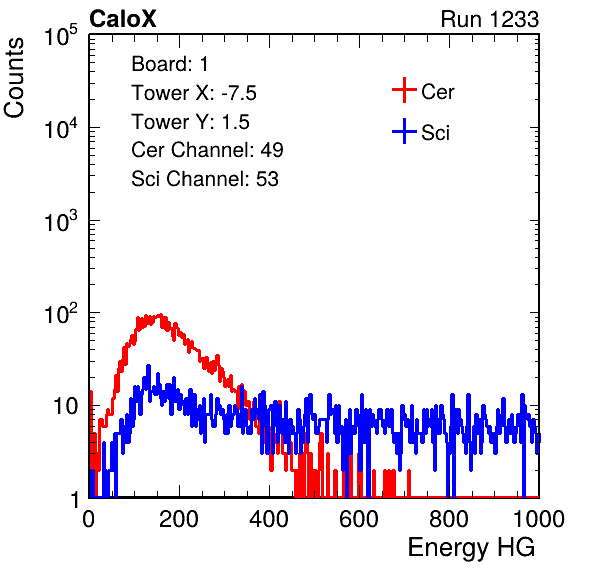 CaloX Run 1233
Counts
10^5
10^4
10^3
10^2
10
1
Board: 1
Tower X: -7.5
Tower Y: 1.5
Cer Channel: 49
Sci Channel: 53
Cer
Sci
0 200 400 600 800 1000
Energy HG